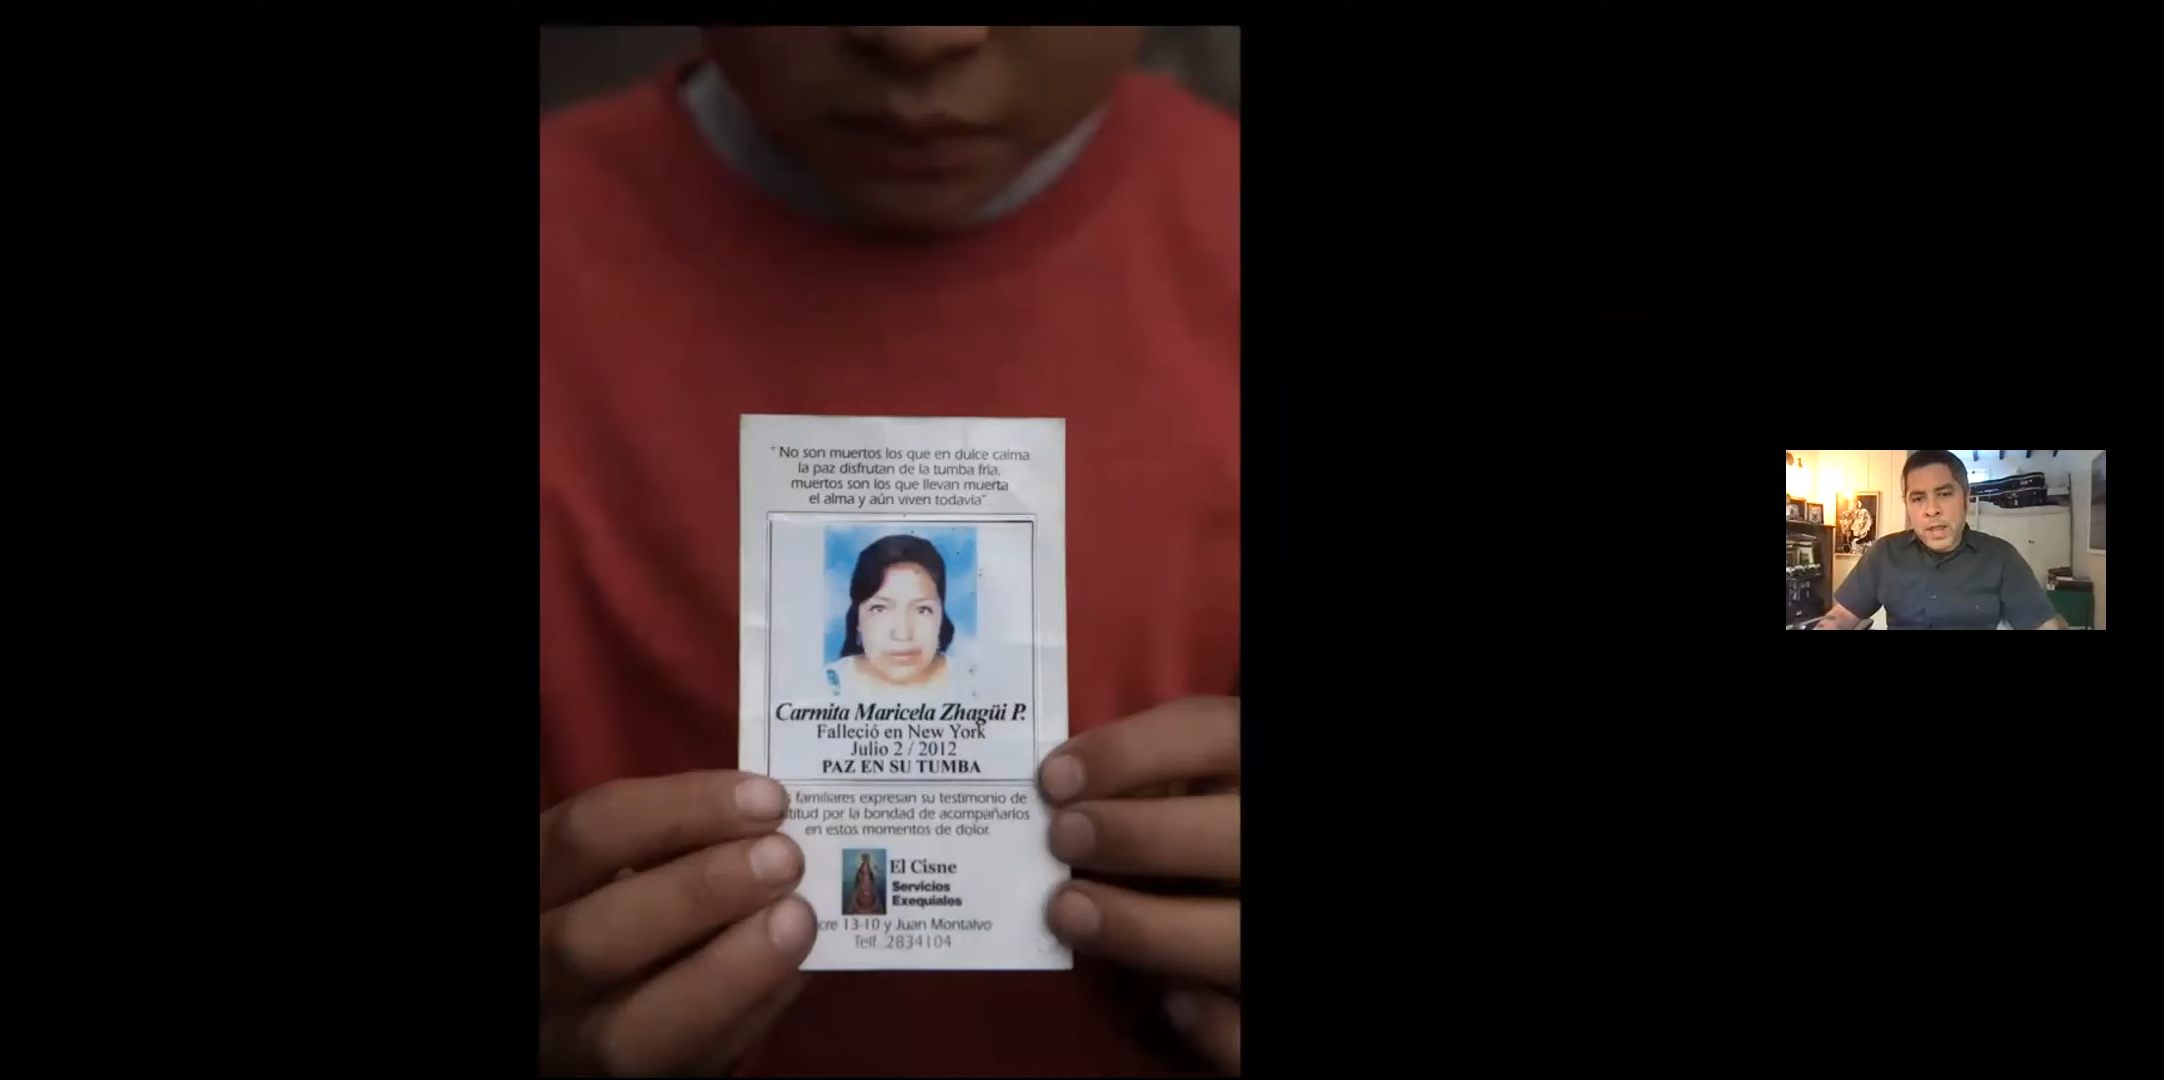 "No son muertos los que en dulce calma
la paz disfrutan de la tumba fría,
muertos son los que llevan muerta
el alma y aún viven todavía"
Carmita Maricela Zhagüi P.
Falleció en New York
Julio 2 / 2012
PAZ EN SU TUMBA
familiares expresan su testimonio de
por la bondad de acompañarlos
en estos momentos de dolor.
El Cisne
Servicios
Exequiales
13-10 y Juan Montalvo
Telf. 2834104